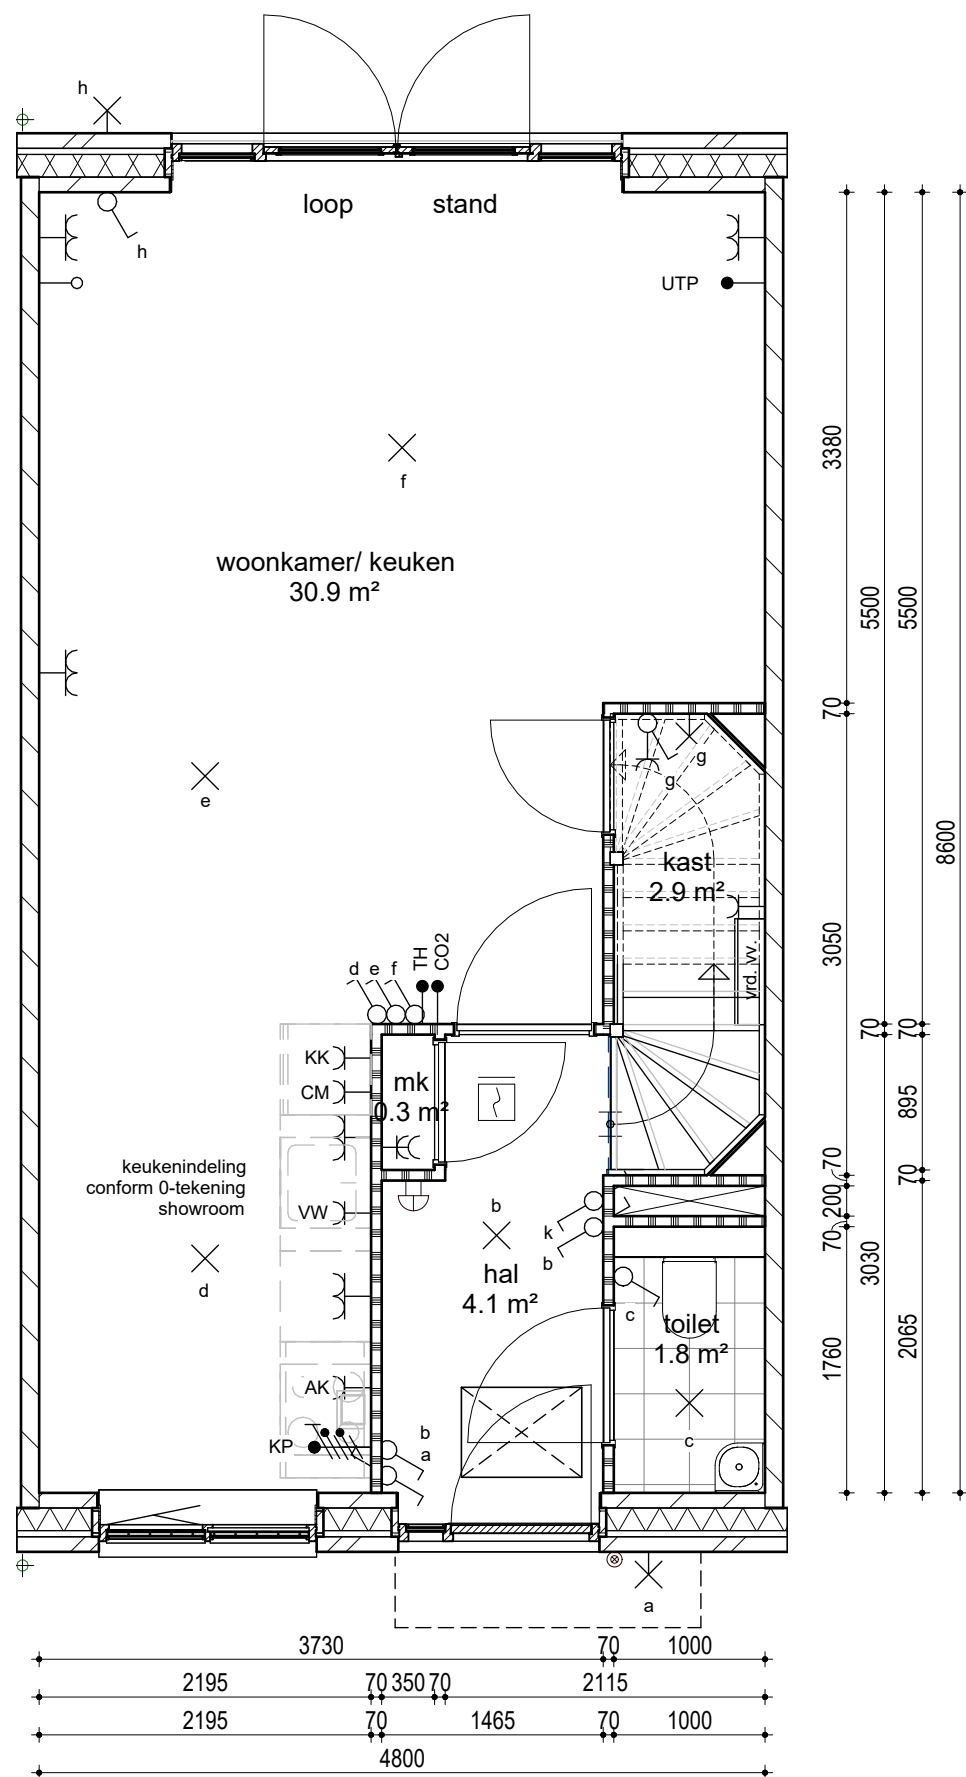 h
loop stand
h
UTP
f
woonkamer/ keuken
30.9 m²
e
g
g
kast
2.9 m²
vrd. vv.
d e f TH CO2
KK
CM
mk
0.3 m²
keukenindeling
conform 0-tekening
showroom
VW
b
k
b
d
hal
4.1 m²
c
toilet
1.8 m²
AK
c
KP
b
a
a
3380
70
3050
70
200
70
1760
5500
70
3030
5500
70
895
70
2065
8600
3730 70 1000
2195 70 350 70 2115
2195 70 1465 70 1000
4800